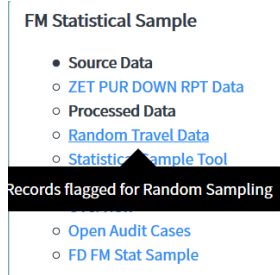 FM Statistical Sample
Source Data
ZET PUR DOWN RPT Data
Processed Data
Random Travel Data
Statistical Sample Tool
Records flagged for Random Sampling
Open Audit Cases
FD FM Stat Sample